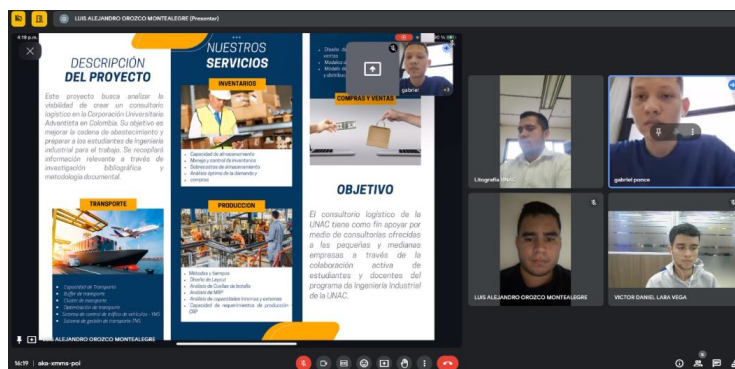 LUIS ALEJANDRO OROZCO MONTEALEGRE (Presentar)
8:19 p.m.
DESCRIPCIÓN
DEL PROYECTO
Este proyecto busca analizar la
viabilidad de crear un consultorio
logístico en la Corporación Universitaria
Adventista en Colombia. Su objetivo es
mejorar la cadena de abastecimiento y
preparar a los estudiantes de ingeniería
industrial para el trabajo. Se recopilará
información relevante a través de
investigación bibliográfica y
metodología documental.
TRANSPORTE
Capacidad de Transporte
Buffer de transporte
Cluster de transporte
Optimización de transporte
Sistema de control de tráfico de vehículos - YMS
Sistema de gestión de transporte-TMS
NUESTROS
SERVICIOS
INVENTARIOS
Capacidad de almacenamiento
Manejo y control de inventarios
Subrecostos de almacenamiento
Análisis óptimo de la demanda y
compras
PRODUCCION
Métodos y tiempos
Diseño de Layout
Análisis de Cuellos de botella
Análisis de MRP
Análisis de capacidades internas y externas
Capacidad de requerimientos de producción
CRP
COMPRAS Y VENTAS
OBJETIVO
El consultorio logístico de la
UNAC tiene como fin apoyar por
medio de consultorías ofrecidas
a las pequeñas y medianas
empresas a través de la
colaboración activa de
estudiantes y docentes del
programa de Ingeniería Industrial
de la UNAC.
gabriel
+3
Litografía UNAC
gabriel ponce
LUIS ALEJANDRO OROZCO MONTEALEGRE
VICTOR DANIEL LARA VEGA
LUIS ALEJANDRO OROZCO MONTEALEGRE
16:19 | aka-xmms-poi